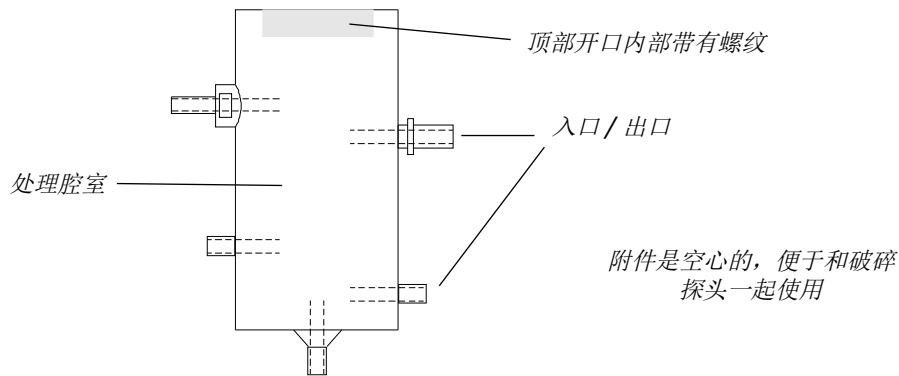 顶部开口内部带有螺纹
入口 / 出口
处理腔室
附件是空心的，便于和破碎
探头一起使用